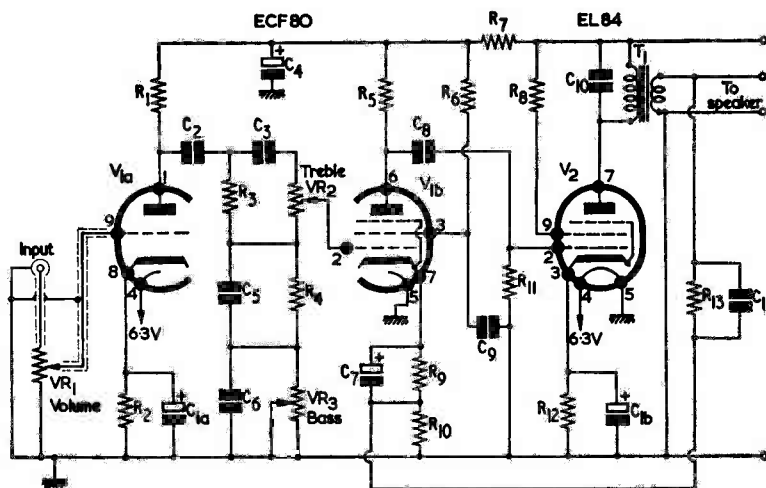 ECF80
EL84
R7
C4
R1
R5
R6
R8
C10
T1
To speaker
C2
C3
C8
V1a
1
R3
Treble
VR2
6
V1b
V2
7
9
2
3
9
2
Input
8
4
2
7
5
3
4
5
C5
R4
R11
R13
C1
6·3V
6·3V
C9
VR1
Volume
R2
C1a
C6
VR3
Bass
C7
R9
R10
R12
C1b